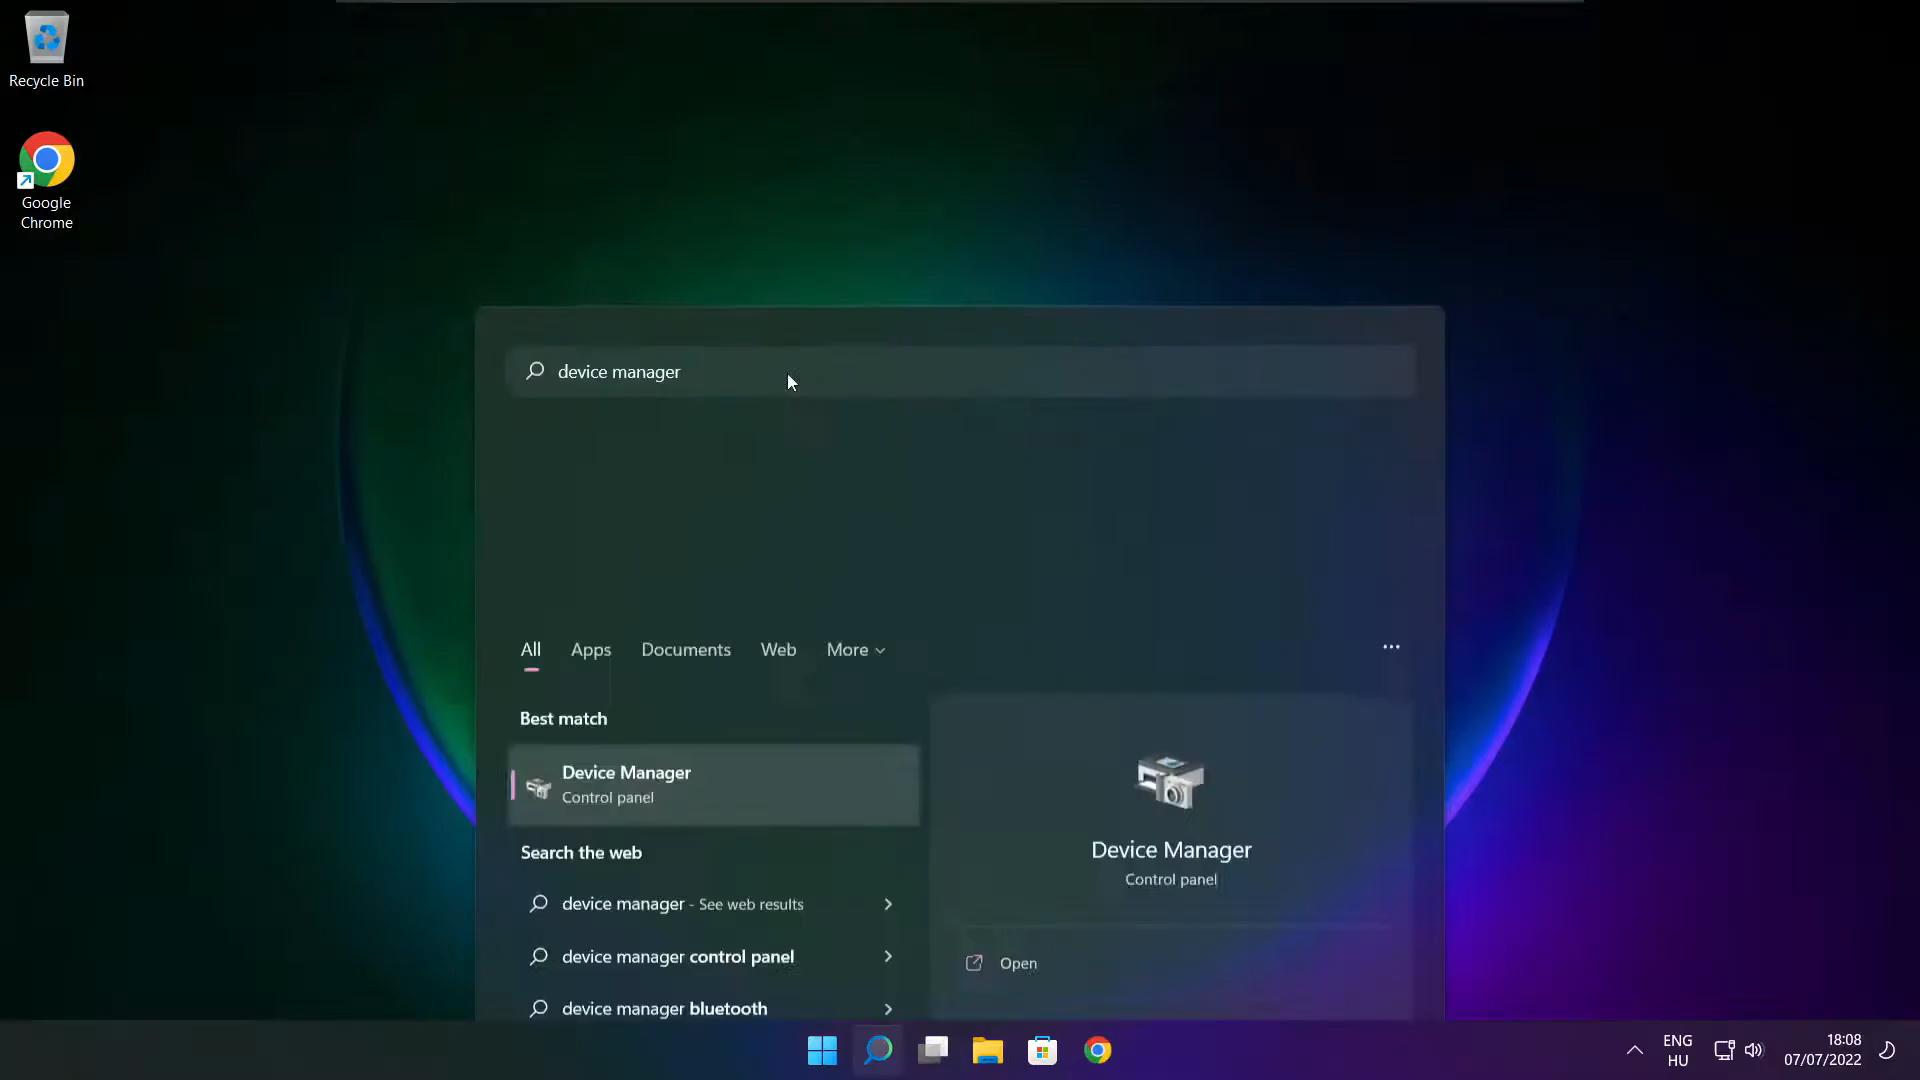 Recycle Bin
Google
Chrome
device manager
All Apps Documents Web More
Best match
Device Manager
Control panel
Search the web
device manager - See web results
device manager control panel
device manager bluetooth
Device Manager
Control panel
Open
ENG
HU
18:08
07/07/2022